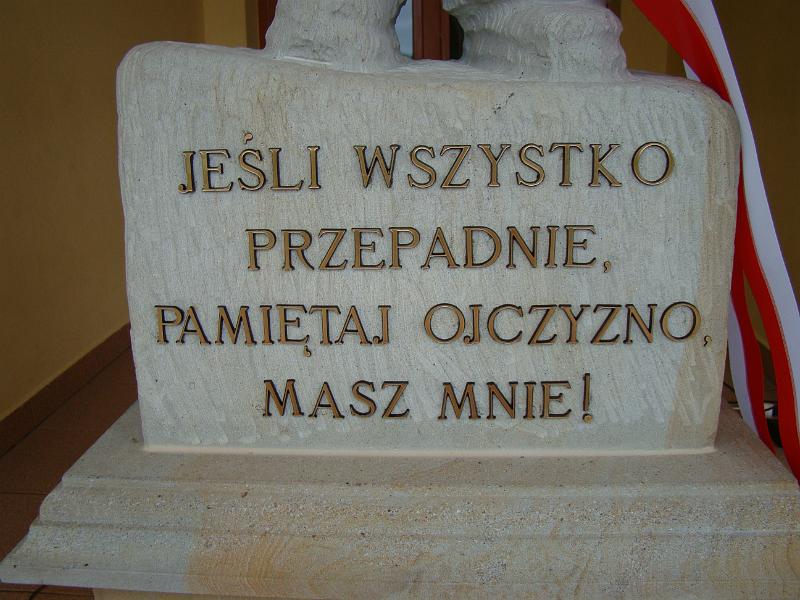 JEŚLI WSZYSTKO
PRZEPADNIE,
PAMIĘTAJ OJCZYZNO,
MASZ MNIE!